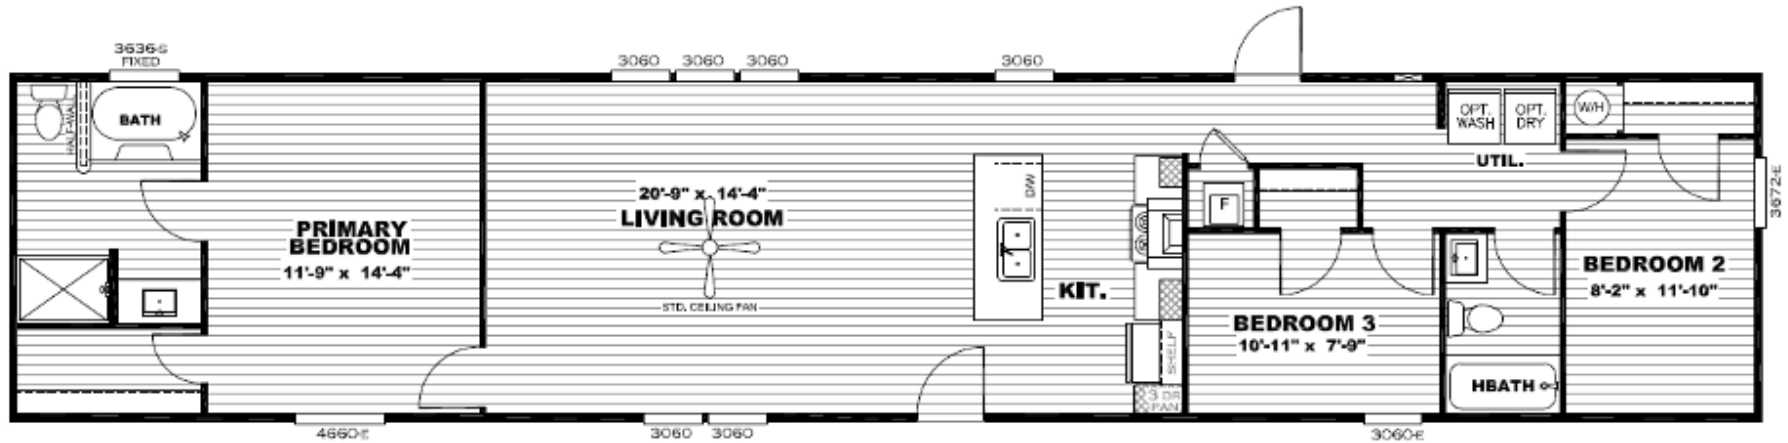 3636-S
FIXED
3060
3060
3060
3060
HALF-WALL
BATH
OPT.
WASH
OPT.
DRY
W/H
UTIL.
3672-E
D/W
F
PRIMARY
BEDROOM
11'-9" x 14'-4"
20'-9" x 14'-4"
LIVING ROOM
STD. CEILING FAN
KIT.
SHELF
3 DR
PAN
BEDROOM 3
10'-11" x 7'-9"
BEDROOM 2
8'-2" x 11'-10"
HBATH
4660-E
3060
3060
3060-E